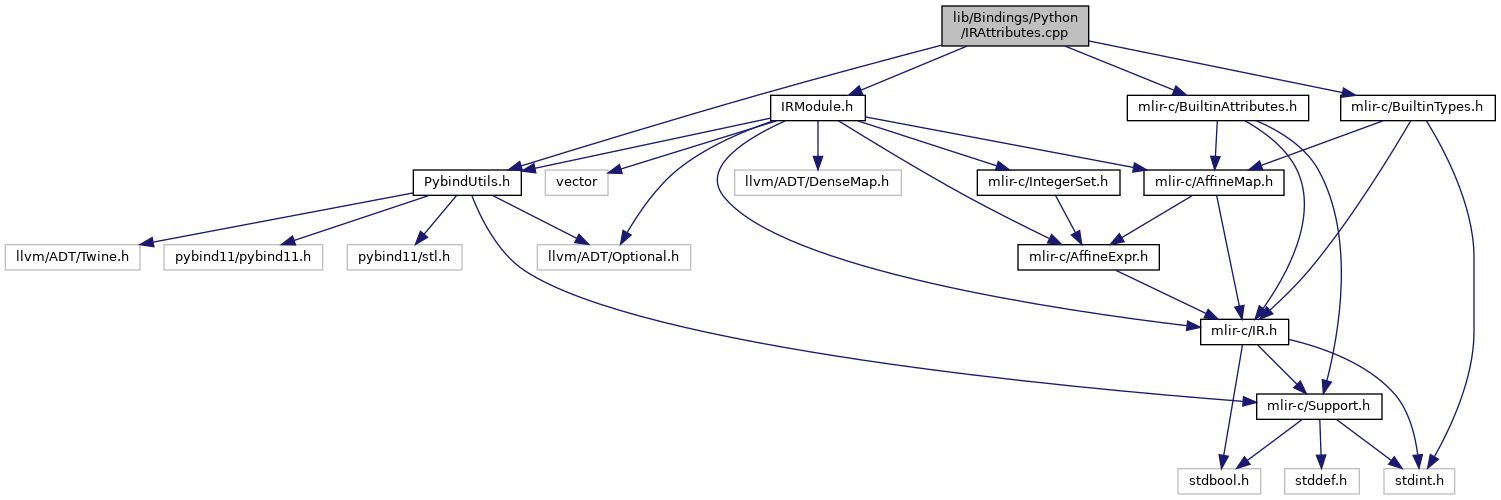 lib/Bindings/Python
/IRAttributes.cpp
IRModule.h
mlir-c/BuiltinAttributes.h
mlir-c/BuiltinTypes.h
PybindUtils.h
vector
llvm/ADT/DenseMap.h
mlir-c/IntegerSet.h
mlir-c/AffineMap.h
llvm/ADT/Twine.h
pybind11/pybind11.h
pybind11/stl.h
llvm/ADT/Optional.h
mlir-c/AffineExpr.h
mlir-c/IR.h
mlir-c/Support.h
stdbool.h
stddef.h
stdint.h